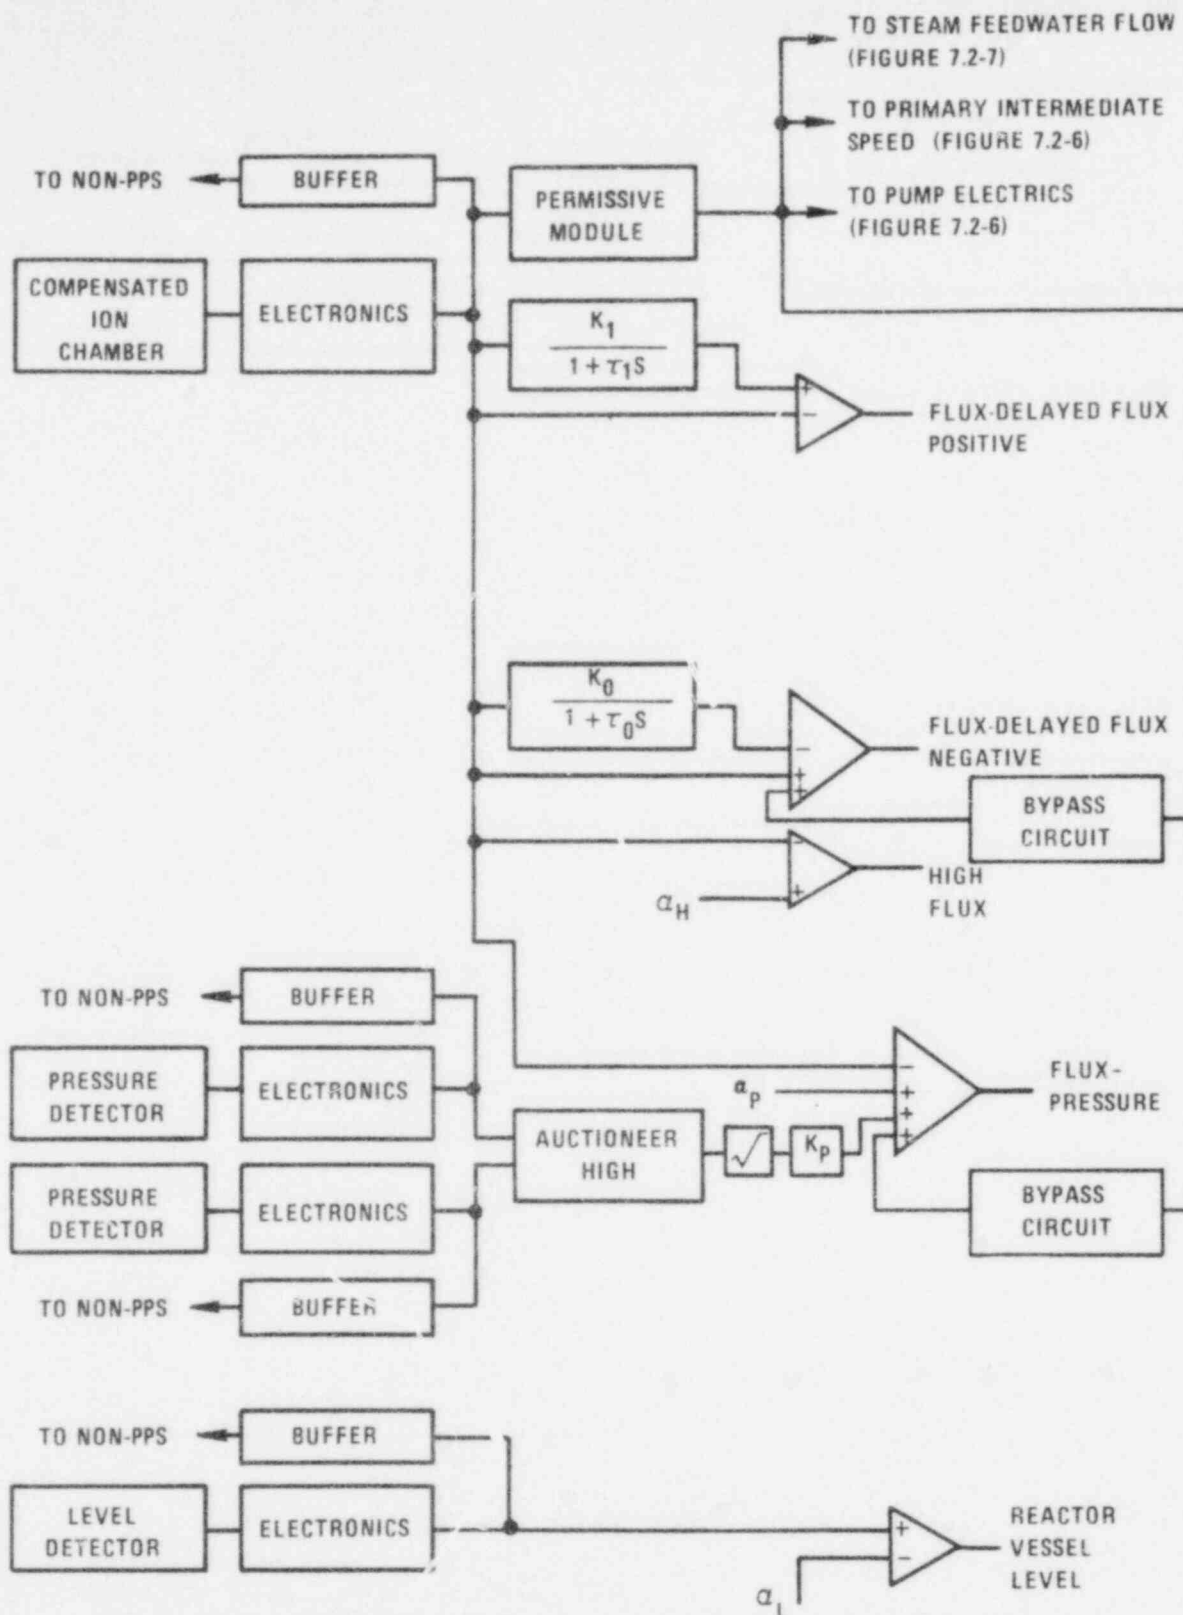 TO STEAM FEEDWATER FLOW
(FIGURE 7.2-7)
TO PRIMARY INTERMEDIATE
SPEED (FIGURE 7.2-6)
TO PUMP ELECTRICS
(FIGURE 7.2-6)
TO NON-PPS
BUFFER
PERMISSIVE
MODULE
COMPENSATED
ION
CHAMBER
ELECTRONICS
K₁
1 + τ₁S
+
−
FLUX-DELAYED FLUX
POSITIVE
K₀
1 + τ₀S
−
+
+
FLUX-DELAYED FLUX
NEGATIVE
BYPASS
CIRCUIT
−
+
α_H
HIGH
FLUX
TO NON-PPS
BUFFER
PRESSURE
DETECTOR
ELECTRONICS
PRESSURE
DETECTOR
ELECTRONICS
TO NON-PPS
BUFFER
AUCTIONEER
HIGH
√
K_P
α_P
−
+
+
+
FLUX-
PRESSURE
BYPASS
CIRCUIT
TO NON-PPS
BUFFER
LEVEL
DETECTOR
ELECTRONICS
+
−
α
REACTOR
VESSEL
LEVEL